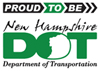 PROUD TO BE
New Hampshire
DOT
Department of Transportation